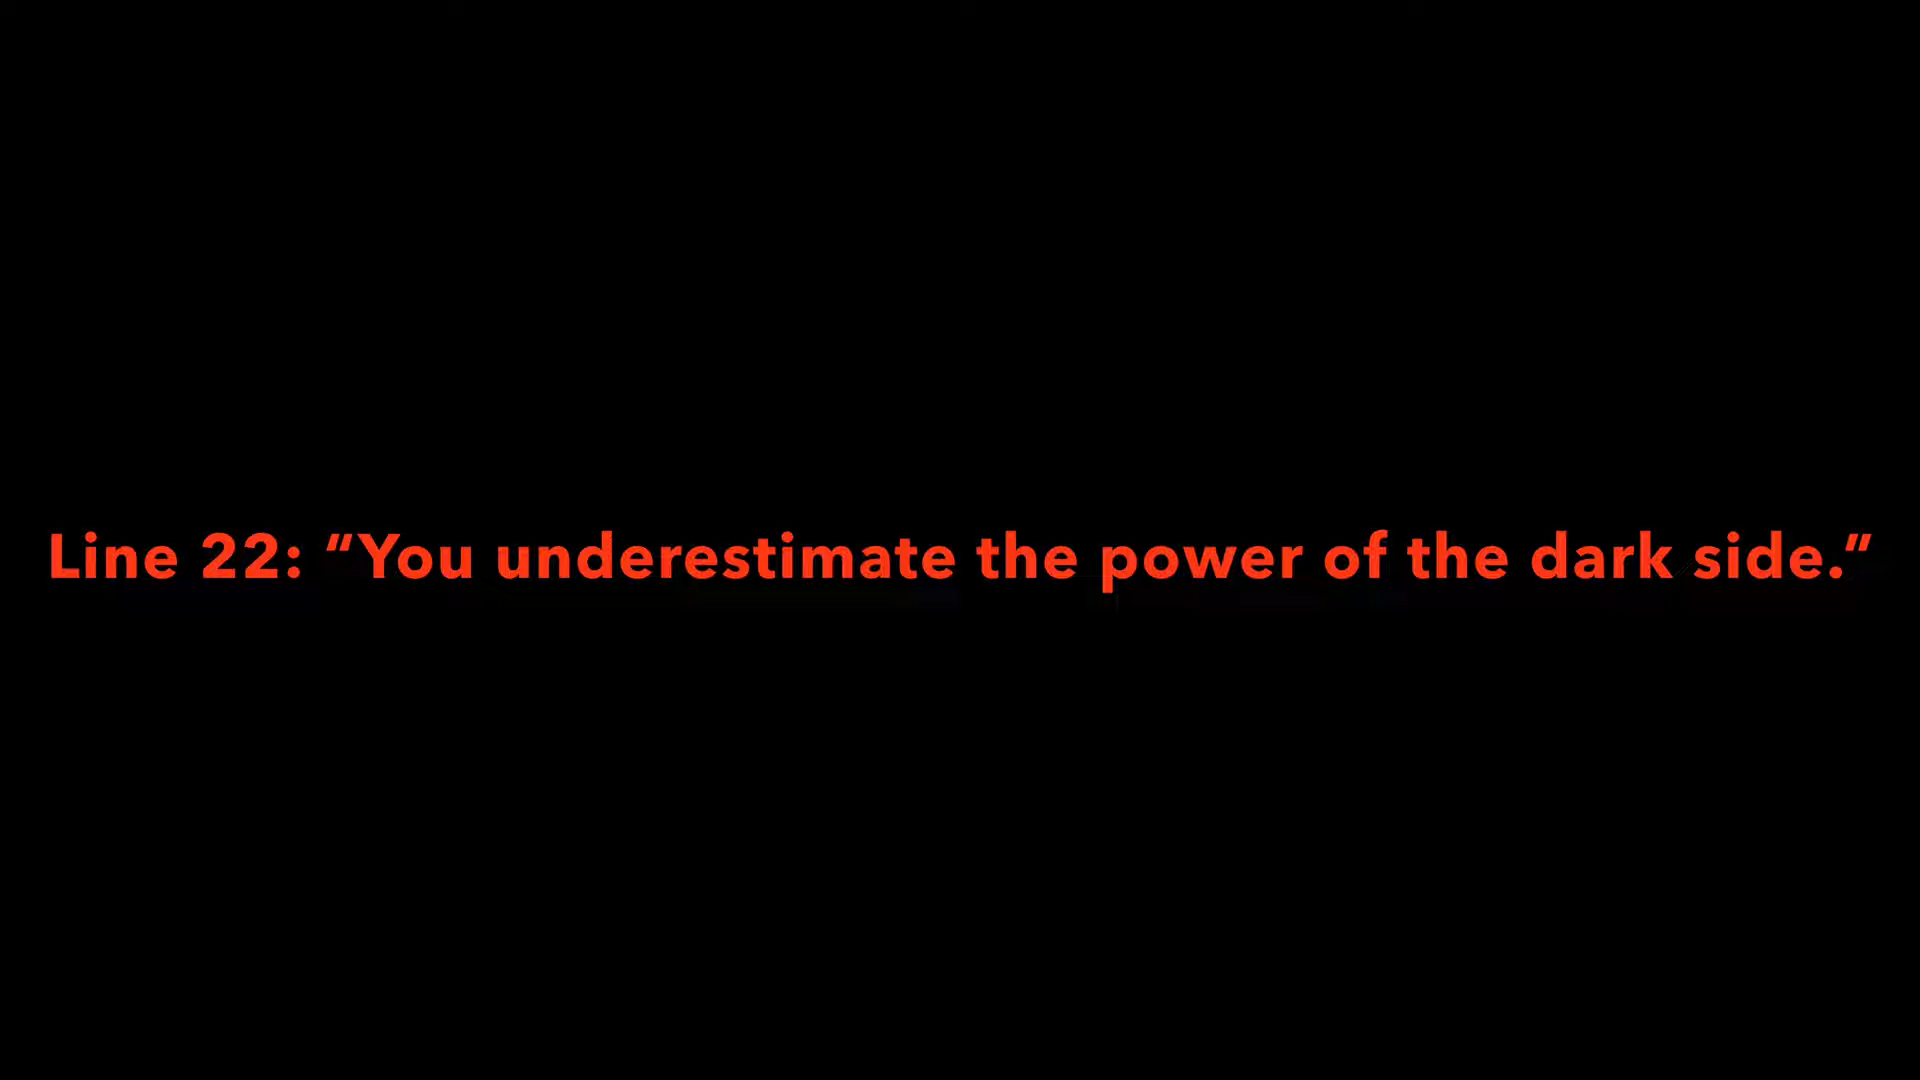 Line 22: “You underestimate the power of the dark side.”